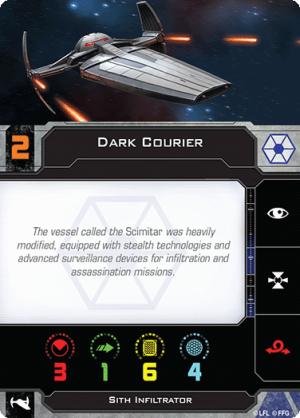 2
Dark Courier
The vessel called the Scimitar was heavily
modified, equipped with stealth technologies and
advanced surveillance devices for infiltration and
assassination missions.
3 1 6 4
Sith Infiltrator
©LFL ©FFG